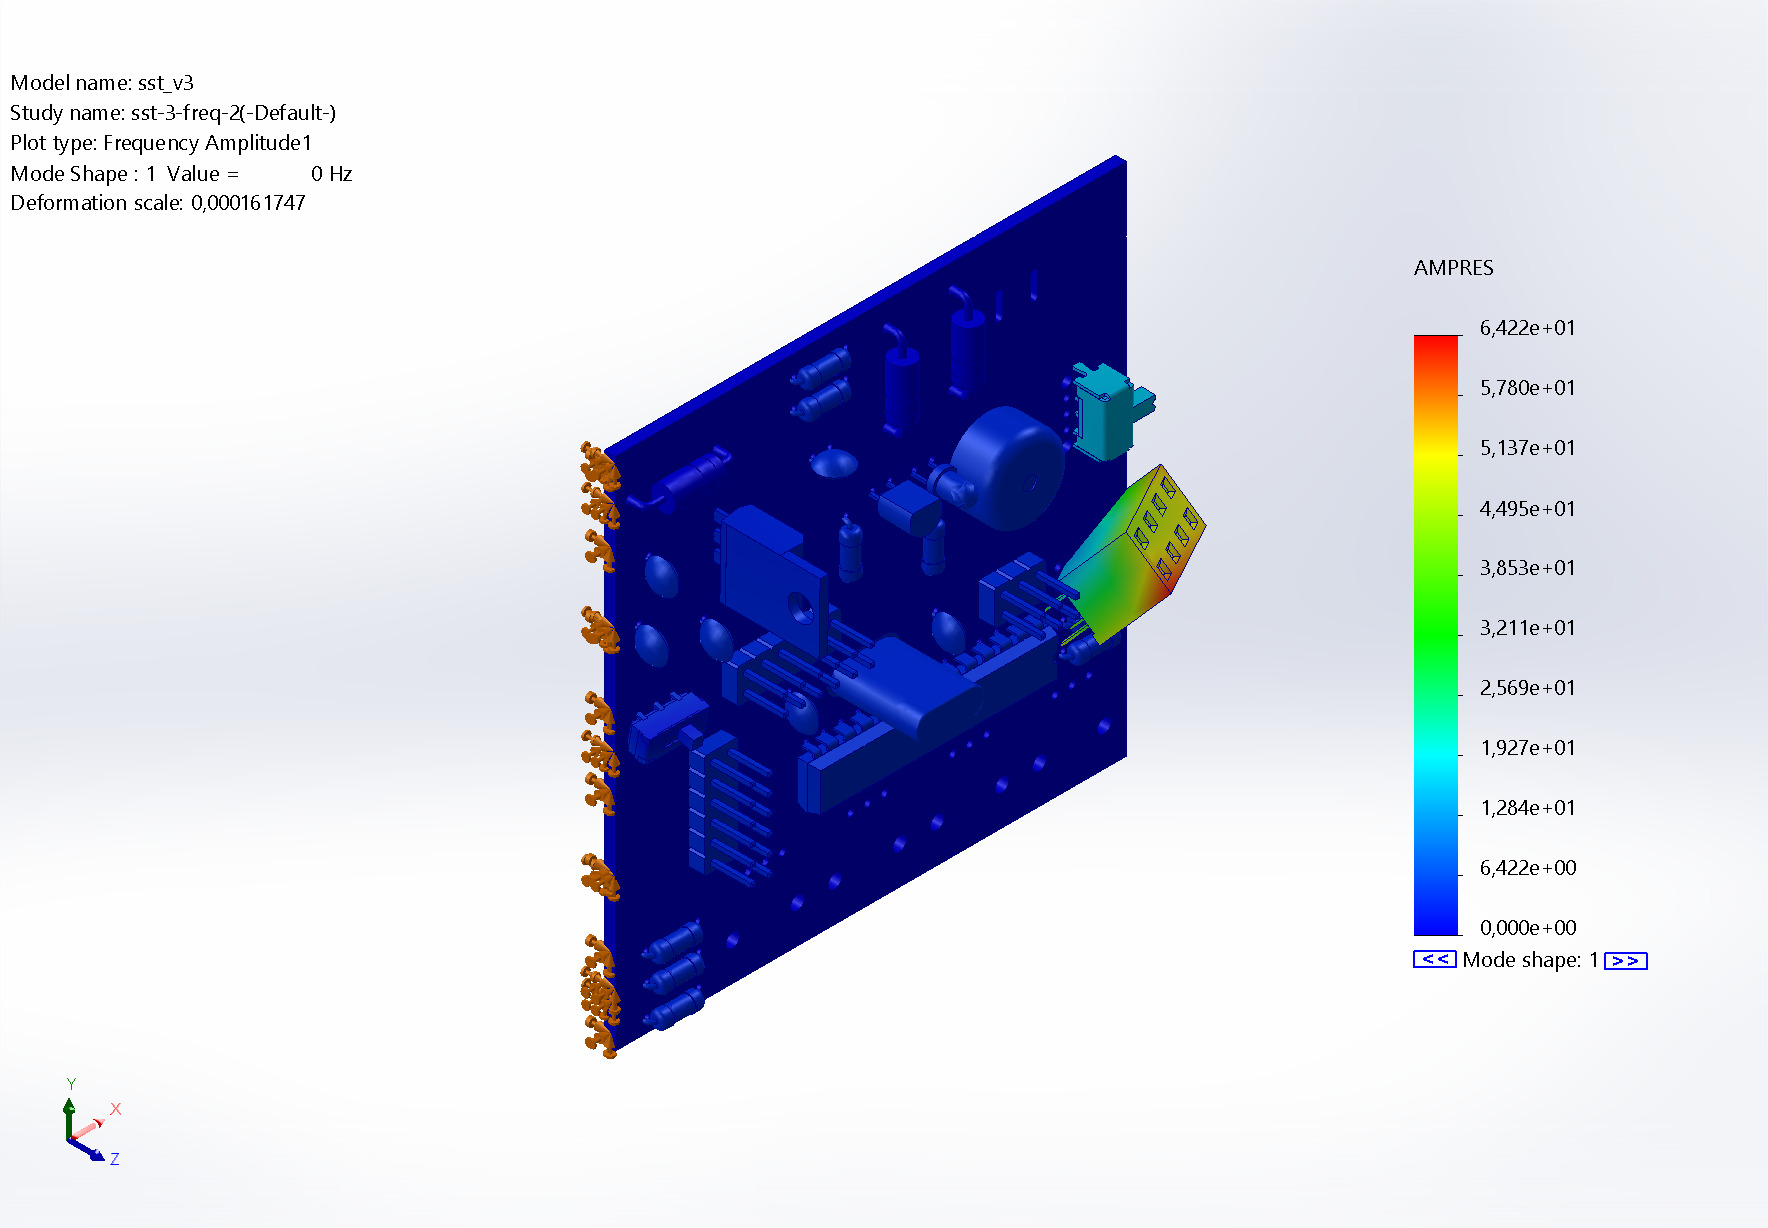 Model name: sst_v3
Study name: sst-3-freq-2(-Default-)
Plot type: Frequency Amplitude1
Mode Shape : 1 Value = 0 Hz
Deformation scale: 0,000161747
AMPRES
6,422e+01
5,780e+01
5,137e+01
4,495e+01
3,853e+01
3,211e+01
2,569e+01
1,927e+01
1,284e+01
6,422e+00
0,000e+00
<< Mode shape: 1 >>
Y
X
Z